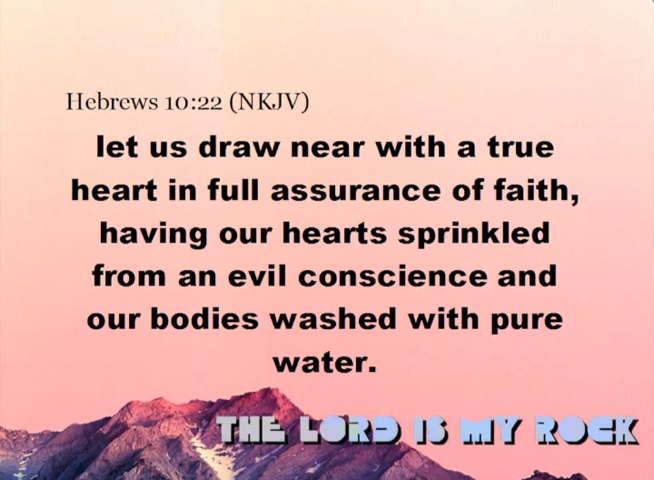 Hebrews 10:22 (NKJV)
let us draw near with a true
heart in full assurance of faith,
having our hearts sprinkled
from an evil conscience and
our bodies washed with pure
water.
THE LORD IS MY ROCK